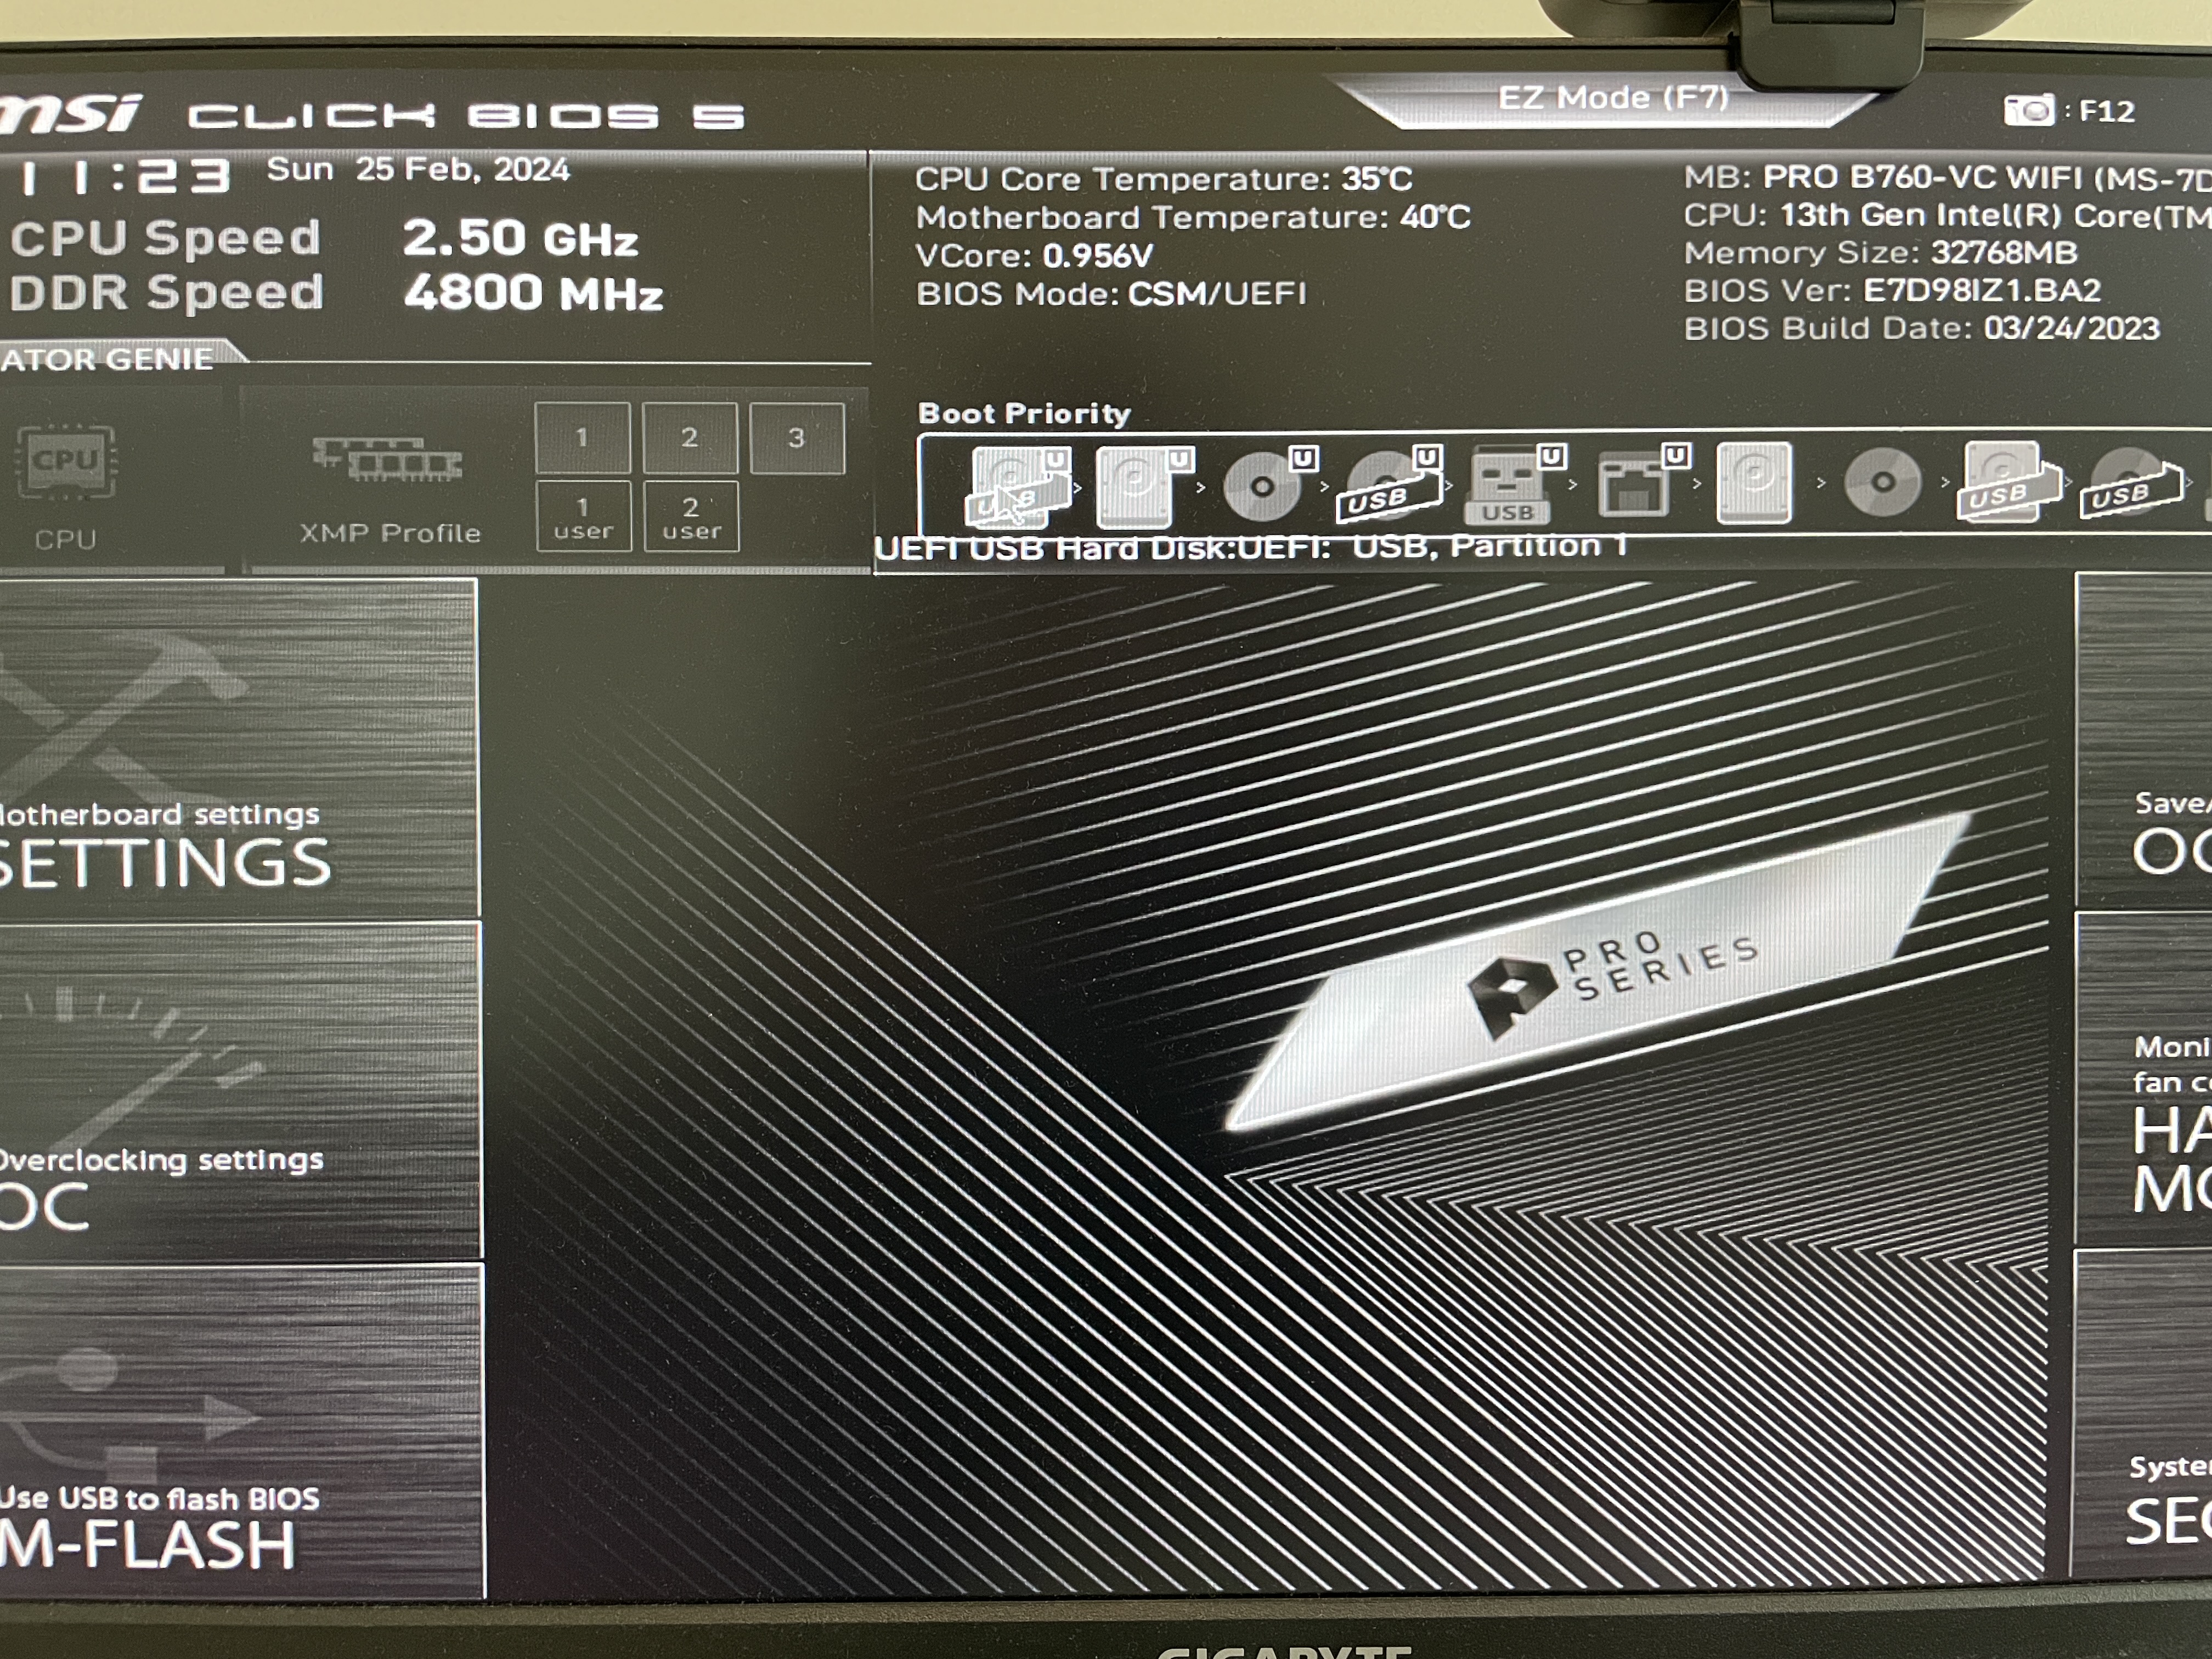 msi CLICK BIOS 5
EZ Mode (F7)
: F12
11:23 Sun 25 Feb, 2024
CPU Speed 2.50 GHz
DDR Speed 4800 MHz
CPU Core Temperature: 35°C
Motherboard Temperature: 40°C
VCore: 0.956V
BIOS Mode: CSM/UEFI
MB: PRO B760-VC WIFI (MS-7D
CPU: 13th Gen Intel(R) Core(TM
Memory Size: 32768MB
BIOS Ver: E7D98IZ1.BA2
BIOS Build Date: 03/24/2023
ATOR GENIE
CPU
CPU
XMP Profile
1 2 3
1 user
2 user
Boot Priority
U U U U U U
USB USB USB USB USB
UEFI USB Hard Disk:UEFI: USB, Partition 1
otherboard settings
SETTINGS
Overclocking settings
OC
Use USB to flash BIOS
M-FLASH
PRO
SERIES
Save/
OC
Moni
fan c
HA
MO
Syste
SEC
GIGABYTE